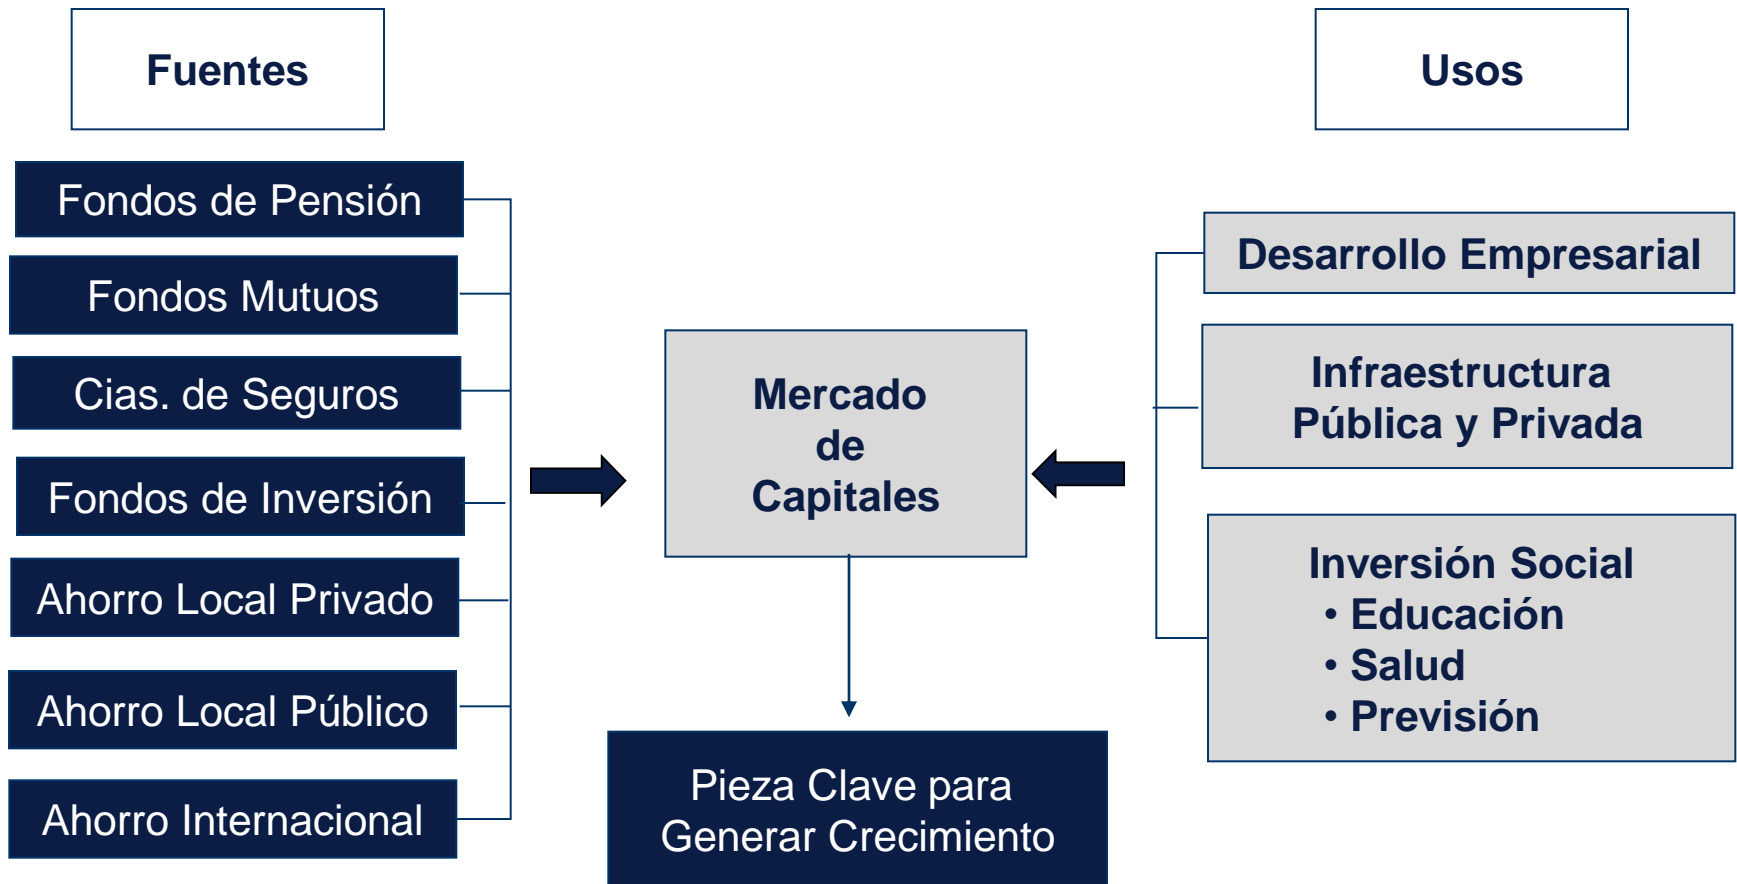 Fuentes
Fondos de Pensión
Fondos Mutuos
Cias. de Seguros
Fondos de Inversión
Ahorro Local Privado
Ahorro Local Público
Ahorro Internacional
Mercado
de
Capitales
Pieza Clave para
Generar Crecimiento
Usos
Desarrollo Empresarial
Infraestructura
Pública y Privada
Inversión Social
• Educación
• Salud
• Previsión